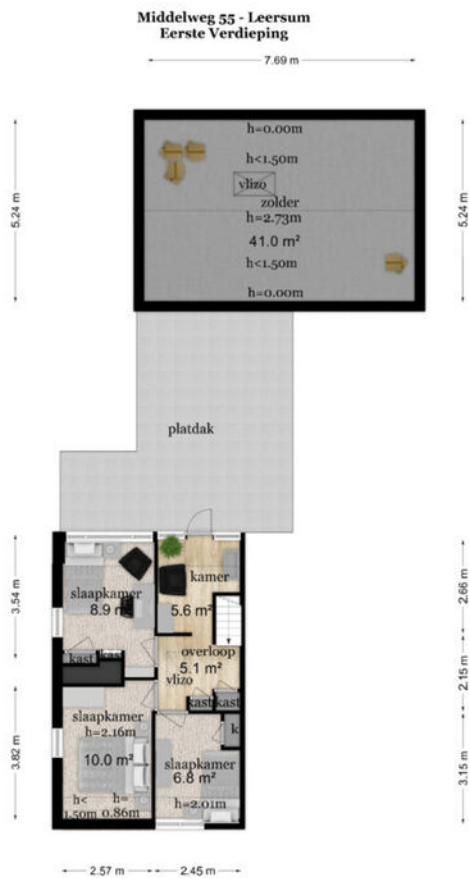 Middelweg 55 - Leersum
Eerste Verdieping
7.69 m
5.24 m
5.24 m
h=0.00m
h<1.50m
vlizo
zolder
h=2.73m
41.0 m²
h<1.50m
h=0.00m
platdak
3.54 m
2.66 m
kamer
slaapkamer
8.9 m²
5.6 m²
overloop
5.1 m²
2.15 m
kast
kast
vlizo
kast
kast
3.82 m
3.15 m
slaapkamer
h=2.16m
10.0 m²
k
slaapkamer
6.8 m²
h=2.01m
h<
1.50m
h=
0.86m
2.57 m
2.45 m